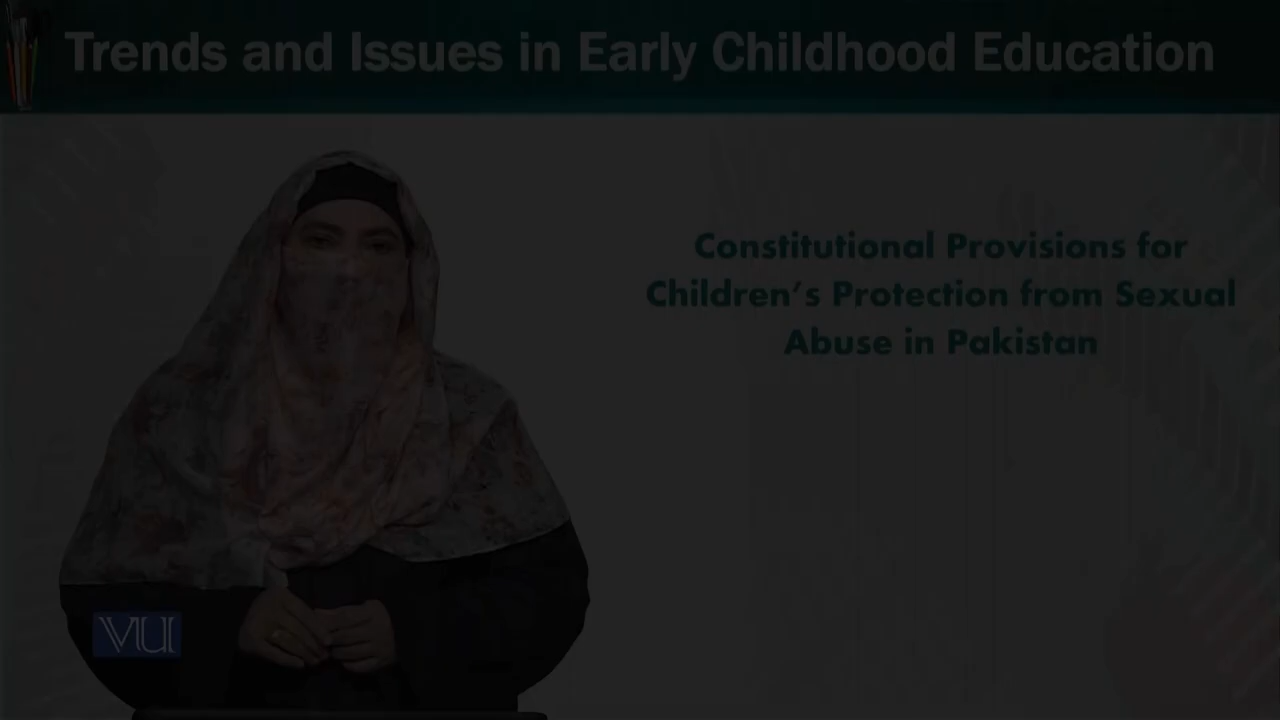 Trends and Issues in Early Childhood Education
Constitutional Provisions for
Children's Protection from Sexual
Abuse in Pakistan
VU